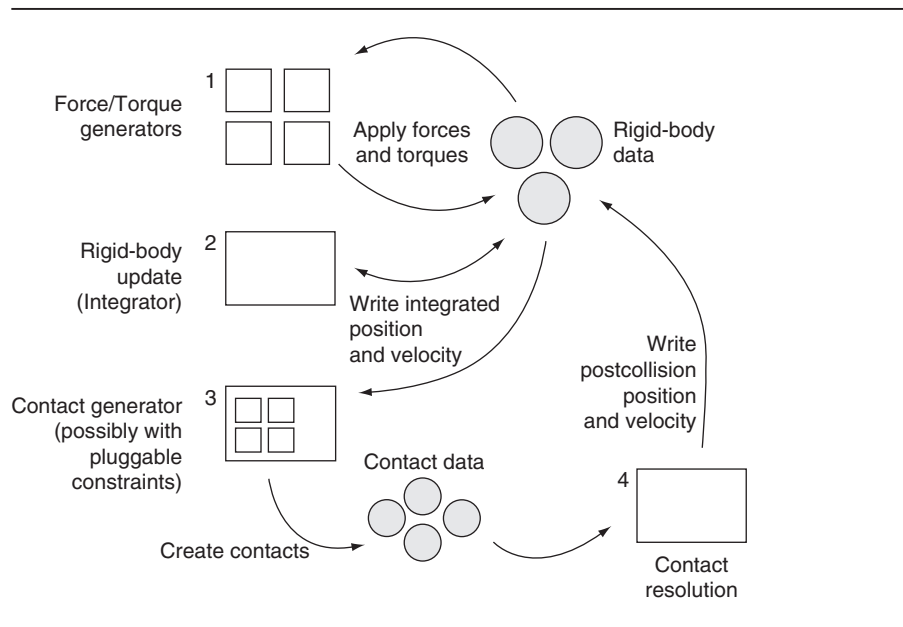 1
Force/Torque
generators
Apply forces
and torques
Rigid-body
data
2
Rigid-body
update
(Integrator)
Write integrated
position
and velocity
Write
postcollision
position
and velocity
3
Contact generator
(possibly with
pluggable
constraints)
Contact data
4
Create contacts
Contact
resolution